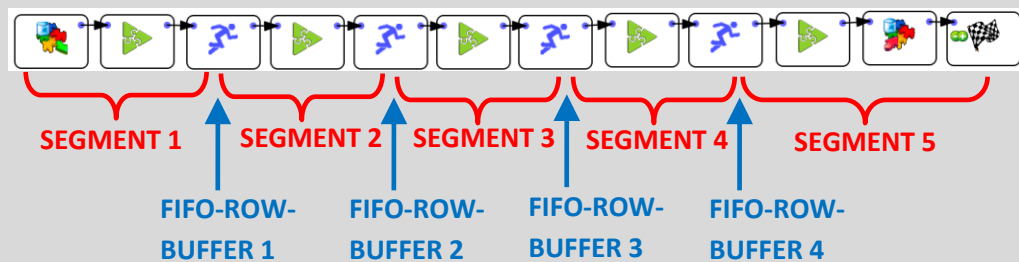 SEGMENT 1
SEGMENT 2
SEGMENT 3
SEGMENT 4
SEGMENT 5
FIFO-ROW-
BUFFER 1
FIFO-ROW-
BUFFER 2
FIFO-ROW-
BUFFER 3
FIFO-ROW-
BUFFER 4